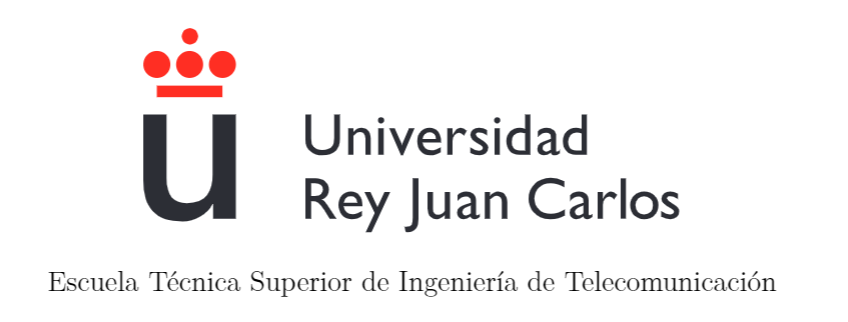 u
Universidad
Rey Juan Carlos
Escuela Técnica Superior de Ingeniería de Telecomunicación